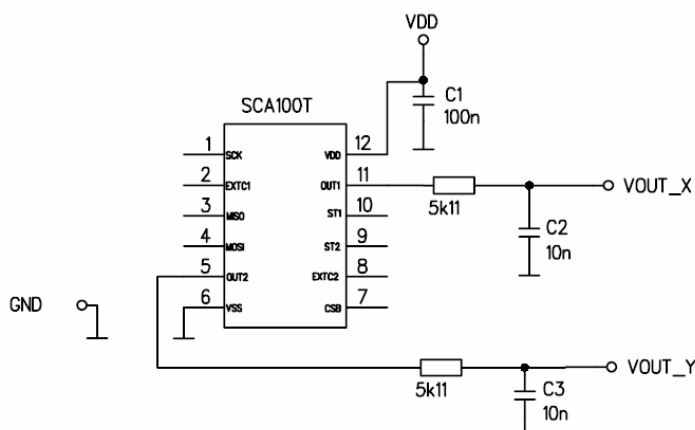 VDD
SCA100T
C1
100n
1
SCK
VDD
12
2
EXTC1
OUT1
11
5k11
VOUT_X
3
MISO
ST1
10
C2
10n
4
MOSI
ST2
9
5
OUT2
EXTC2
8
GND
6
VSS
CSB
7
5k11
VOUT_Y
C3
10n